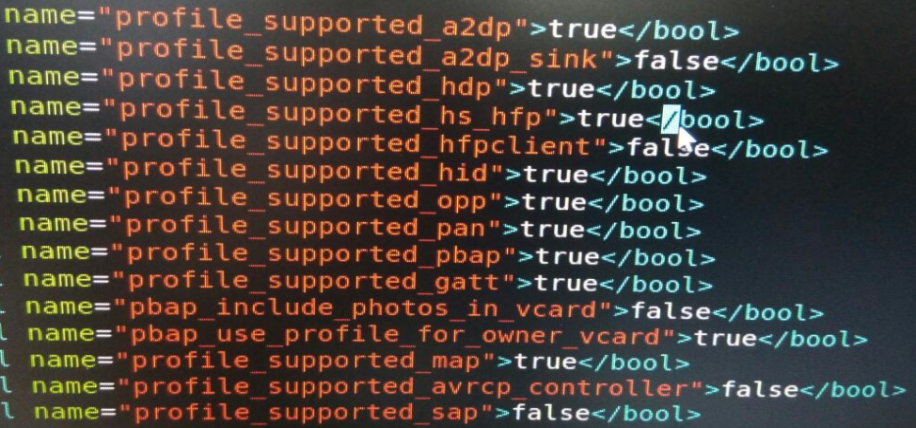 name="profile_supported_a2dp">true</bool>
name="profile_supported_a2dp_sink">false</bool>
name="profile_supported_hdp">true</bool>
name="profile_supported_hs_hfp">true</bool>
name="profile_supported_hfpclient">false</bool>
name="profile_supported_hid">true</bool>
name="profile_supported_opp">true</bool>
name="profile_supported_pan">true</bool>
name="profile_supported_pbap">true</bool>
name="profile_supported_gatt">true</bool>
name="pbap_include_photos_in_vcard">false</bool>
l name="pbap_use_profile_for_owner_vcard">true</bool>
l name="profile_supported_map">true</bool>
l name="profile_supported_avrcp_controller">false</bool>
l name="profile_supported_sap">false</bool>